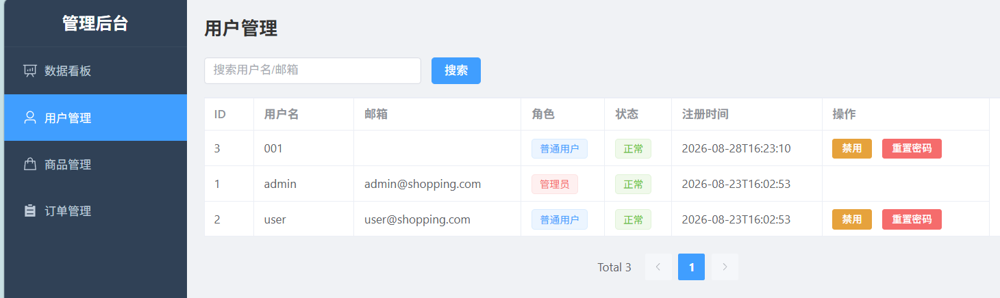 管理后台
数据看板
用户管理
商品管理
订单管理
用户管理
搜索用户名/邮箱 搜索
ID 用户名 邮箱 角色 状态 注册时间 操作
3 001 普通用户 正常 2026-08-28T16:23:10 禁用 重置密码
1 admin admin@shopping.com 管理员 正常 2026-08-23T16:02:53
2 user user@shopping.com 普通用户 正常 2026-08-23T16:02:53 禁用 重置密码
Total 3 1